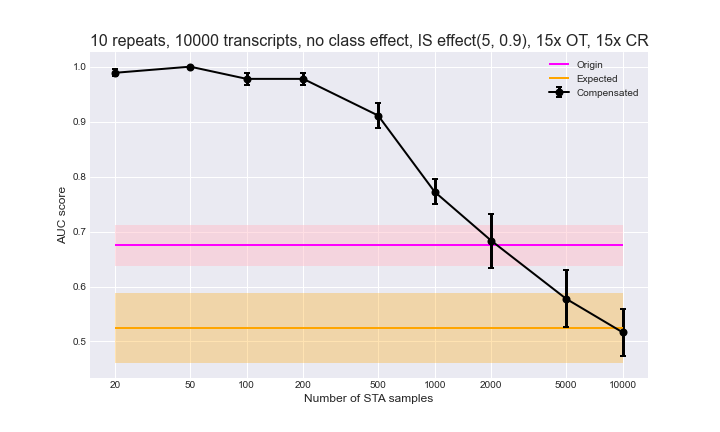 10 repeats, 10000 transcripts, no class effect, IS effect(5, 0.9), 15x OT, 15x CR
Origin
Expected
Compensated
1.0
0.9
0.8
0.7
0.6
0.5
AUC score
20 50 100 200 500 1000 2000 5000 10000
Number of STA samples